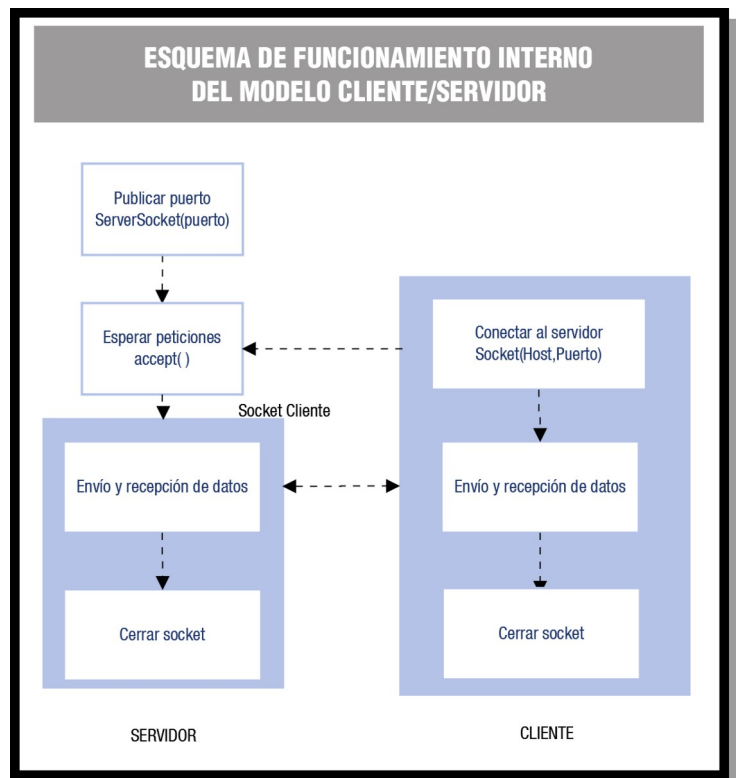 ESQUEMA DE FUNCIONAMIENTO INTERNO
DEL MODELO CLIENTE/SERVIDOR
Publicar puerto
ServerSocket(puerto)
Esperar peticiones
accept( )
Conectar al servidor
Socket(Host,Puerto)
Socket Cliente
Envío y recepción de datos
Envío y recepción de datos
Cerrar socket
Cerrar socket
SERVIDOR
CLIENTE